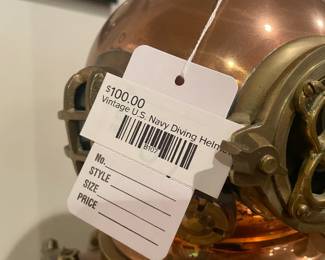 $100.00
Vintage U.S. Navy Diving Helm
No.
STYLE
SIZE
PRICE